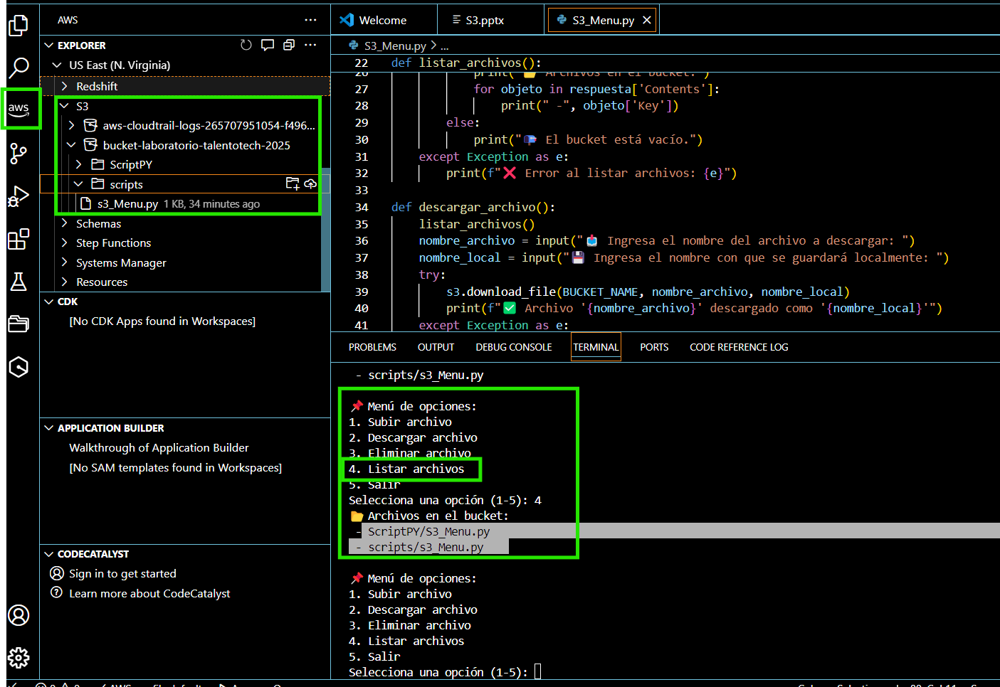 AWS
EXPLORER
US East (N. Virginia)
Redshift
S3
aws-cloudtrail-logs-265707951054-f496...
bucket-laboratorio-talentotech-2025
ScriptPY
scripts
s3_Menu.py 1 KB, 34 minutes ago
Schemas
Step Functions
Systems Manager
Resources
CDK
[No CDK Apps found in Workspaces]
APPLICATION BUILDER
Walkthrough of Application Builder
[No SAM templates found in Workspaces]
CODECATALYST
Sign in to get started
Learn more about CodeCatalyst
aws
Welcome
S3.pptx
S3_Menu.py
S3_Menu.py > ...
22 def listar_archivos():
26 print("📂 Archivos en el bucket:")
27 for objeto in respuesta['Contents']:
28 print(" -", objeto['Key'])
29 else:
30 print("📭 El bucket está vacío.")
31 except Exception as e:
32 print(f"❌ Error al listar archivos: {e}")
33
34 def descargar_archivo():
35 listar_archivos()
36 nombre_archivo = input("📥 Ingresa el nombre del archivo a descargar: ")
37 nombre_local = input("💾 Ingresa el nombre con que se guardará localmente: ")
38 try:
39 s3.download_file(BUCKET_NAME, nombre_archivo, nombre_local)
40 print(f"✅ Archivo '{nombre_archivo}' descargado como '{nombre_local}'")
41 except Exception as e:
PROBLEMS OUTPUT DEBUG CONSOLE TERMINAL PORTS CODE REFERENCE LOG
- scripts/s3_Menu.py
📌 Menú de opciones:
1. Subir archivo
2. Descargar archivo
3. Eliminar archivo
4. Listar archivos
5. Salir
Selecciona una opción (1-5): 4
📂 Archivos en el bucket:
- ScriptPY/S3_Menu.py
- scripts/s3_Menu.py
📌 Menú de opciones:
1. Subir archivo
2. Descargar archivo
3. Eliminar archivo
4. Listar archivos
5. Salir
Selecciona una opción (1-5):